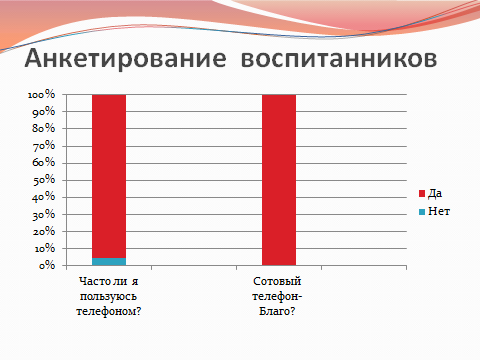 Анкетирование воспитанников
100%
90%
80%
70%
60%
50%
40%
30%
20%
10%
0%
Часто ли я
пользуюсь
телефоном?
Сотовый
телефон-
Благо?
Да
Нет